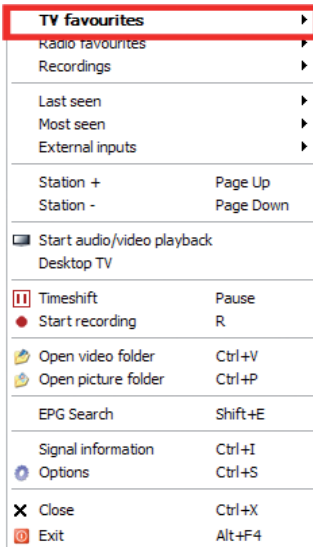 TV favourites
Radio favourites
Recordings
Last seen
Most seen
External inputs
Station + Page Up
Station - Page Down
Start audio/video playback
Desktop TV
Timeshift Pause
Start recording R
Open video folder Ctrl+V
Open picture folder Ctrl+P
EPG Search Shift+E
Signal information Ctrl+I
Options Ctrl+S
Close Ctrl+X
Exit Alt+F4